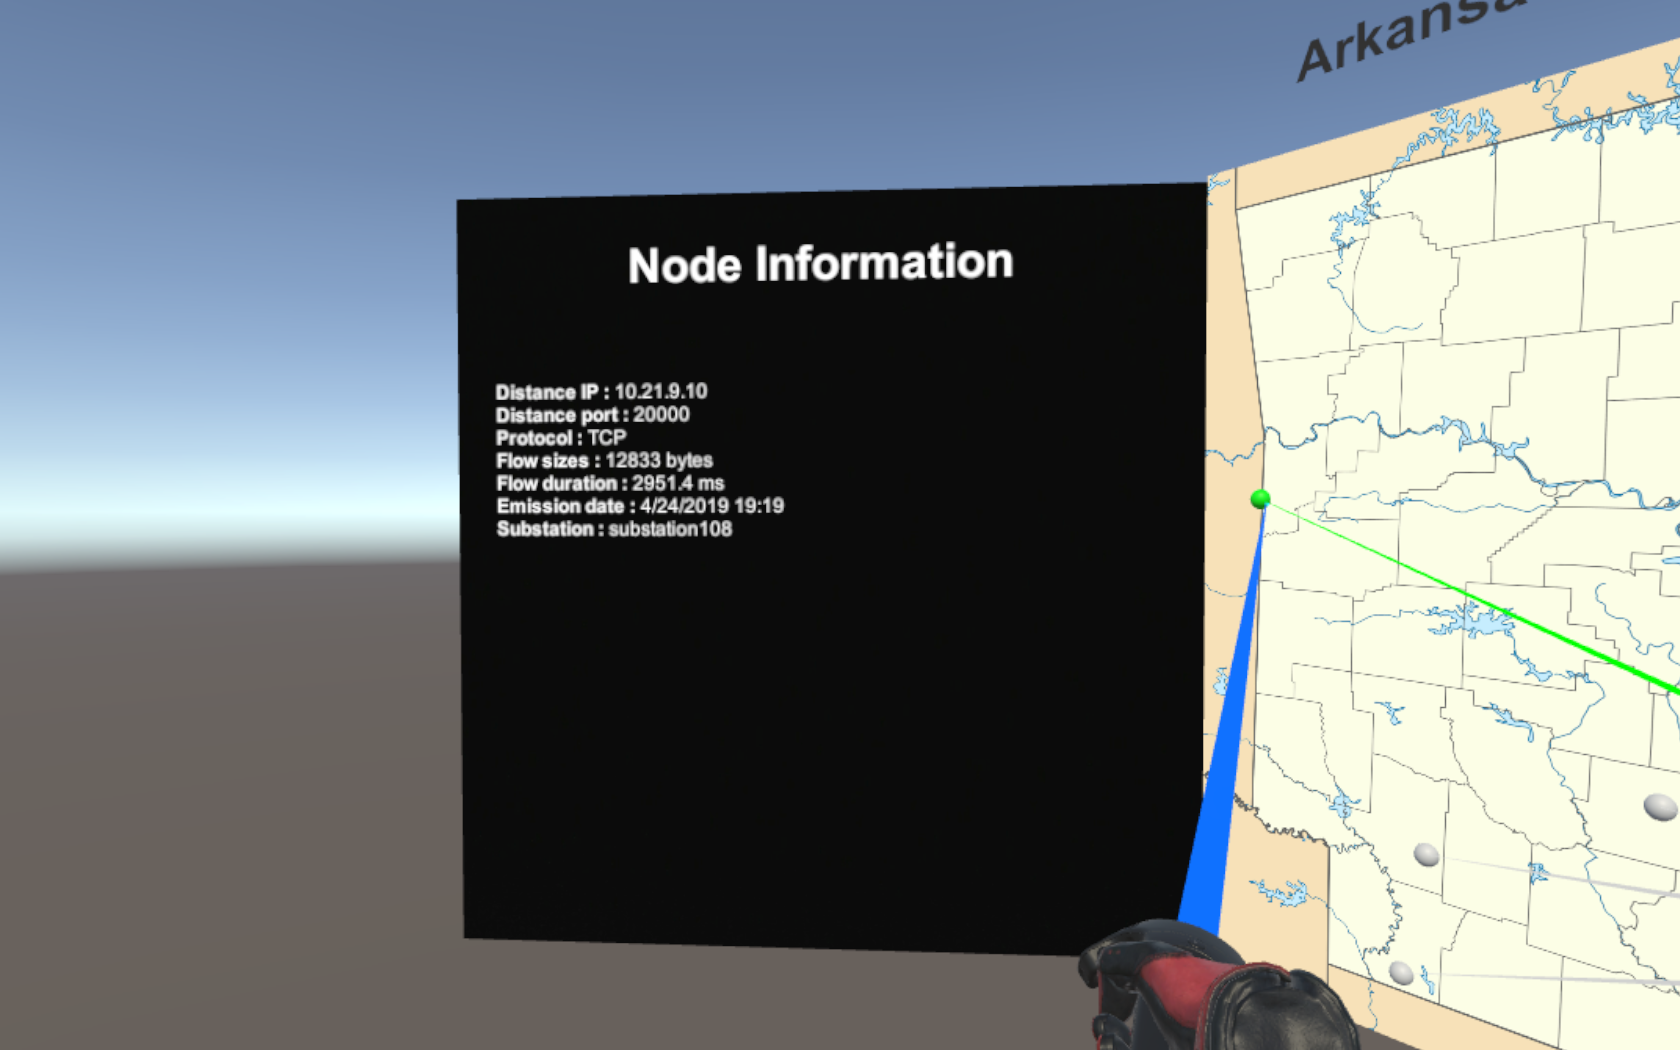 Arkansa
Node Information
Distance IP : 10.21.9.10
Distance port : 20000
Protocol : TCP
Flow sizes : 12833 bytes
Flow duration : 2951.4 ms
Emission date : 4/24/2019 19:19
Substation : substation108